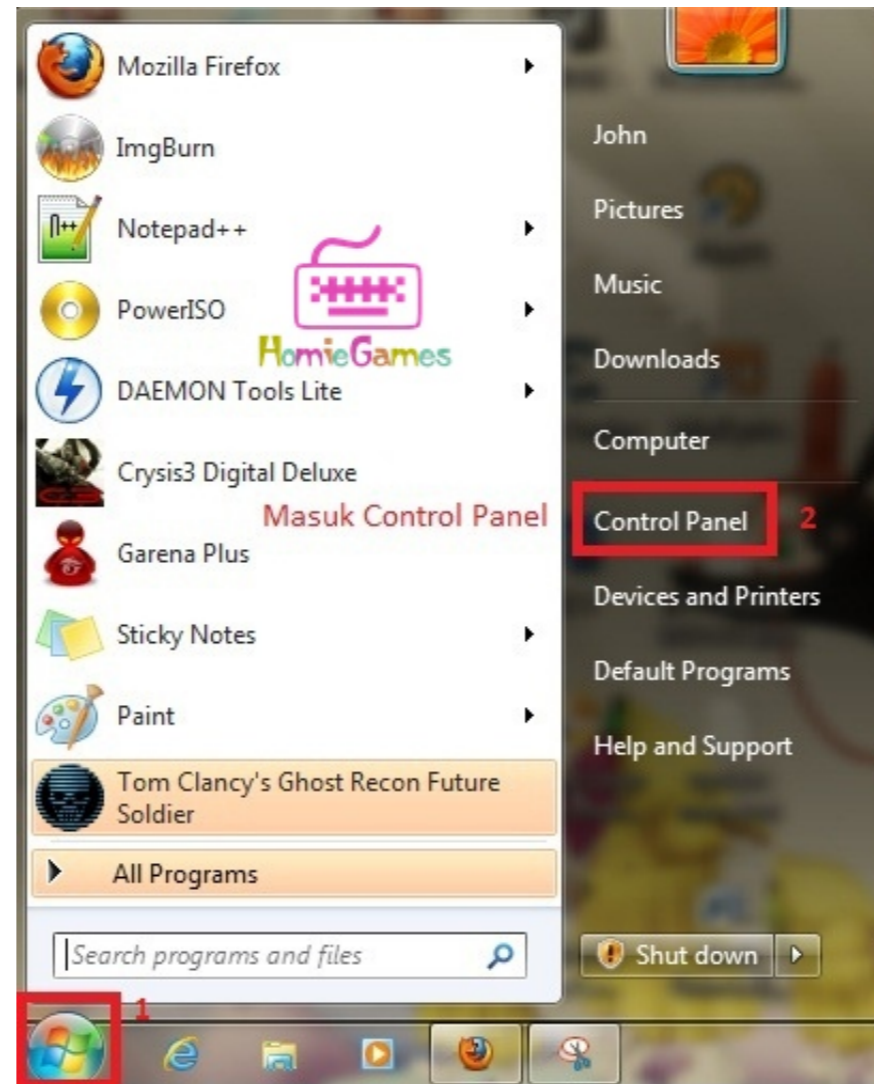 Mozilla Firefox
ImgBurn
Notepad++
PowerISO
HomieGames
DAEMON Tools Lite
Crysis3 Digital Deluxe
Masuk Control Panel
Garena Plus
Sticky Notes
Paint
Tom Clancy's Ghost Recon Future
Soldier
All Programs
Search programs and files
1
John
Pictures
Music
Downloads
Computer
Control Panel 2
Devices and Printers
Default Programs
Help and Support
Shut down